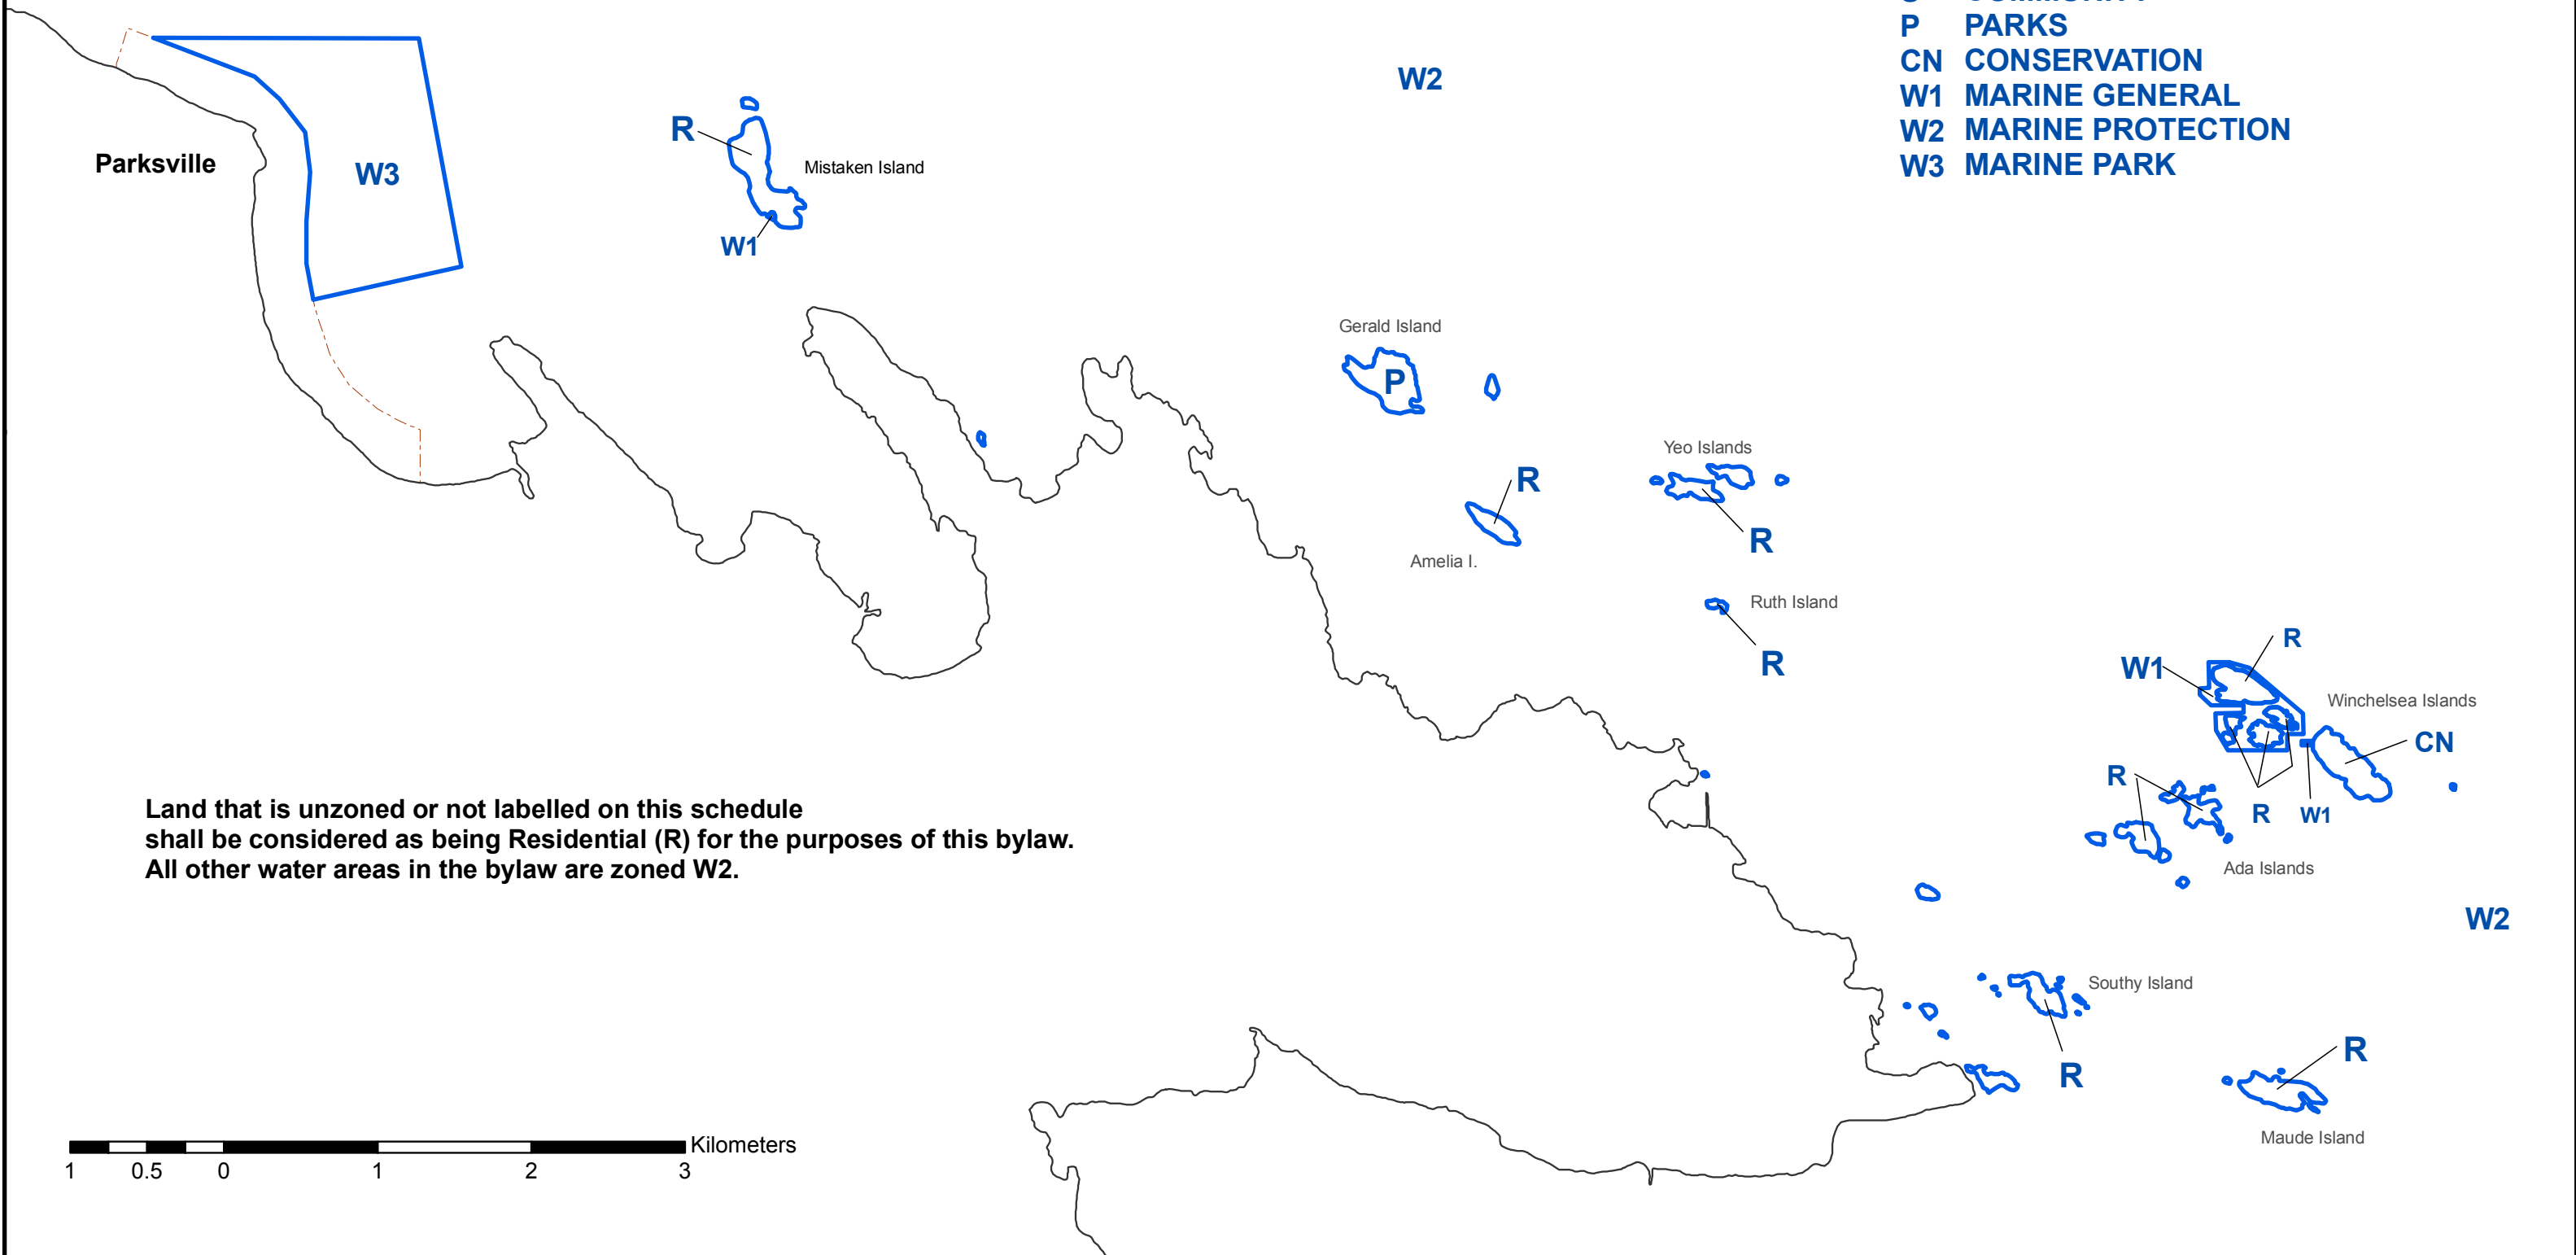 P PARKS
CN CONSERVATION
W1 MARINE GENERAL
W2 MARINE PROTECTION
W3 MARINE PARK
W2
Parksville
W3
R
Mistaken Island
W1
Gerald Island
P
Yeo Islands
R
R
Amelia I.
Ruth Island
R
R
W1
Winchelsea Islands
CN
R
R
W1
Ada Islands
Land that is unzoned or not labelled on this schedule
shall be considered as being Residential (R) for the purposes of this bylaw.
All other water areas in the bylaw are zoned W2.
W2
Southy Island
R
R
Maude Island
Kilometers
1 0.5 0 1 2 3